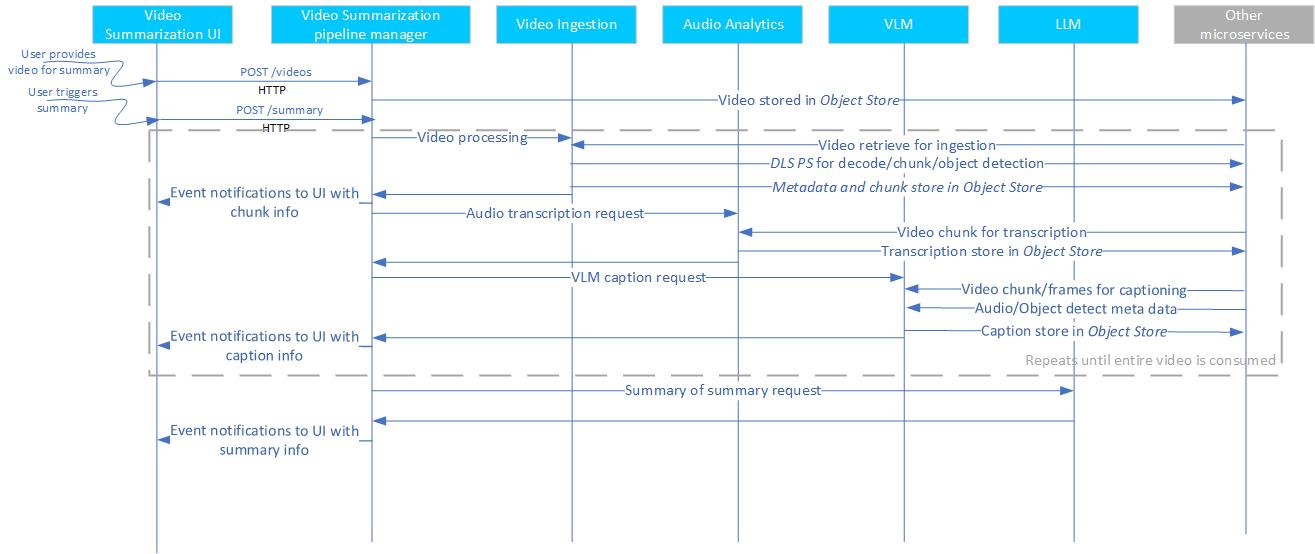 Video
Summarization UI
Video Summarization
pipeline manager
Video Ingestion
Audio Analytics
VLM
LLM
Other
microservices
User provides
video for summary
POST /videos
HTTP
User triggers
summary
Video stored in Object Store
POST /summary
HTTP
Video processing
Video retrieve for ingestion
DLS PS for decode/chunk/object detection
Metadata and chunk store in Object Store
Event notifications to UI with
chunk info
Audio transcription request
Video chunk for transcription
Transcription store in Object Store
VLM caption request
Video chunk/frames for captioning
Audio/Object detect meta data
Caption store in Object Store
Event notifications to UI with
caption info
Repeats until entire video is consumed
Summary of summary request
Event notifications to UI with
summary info